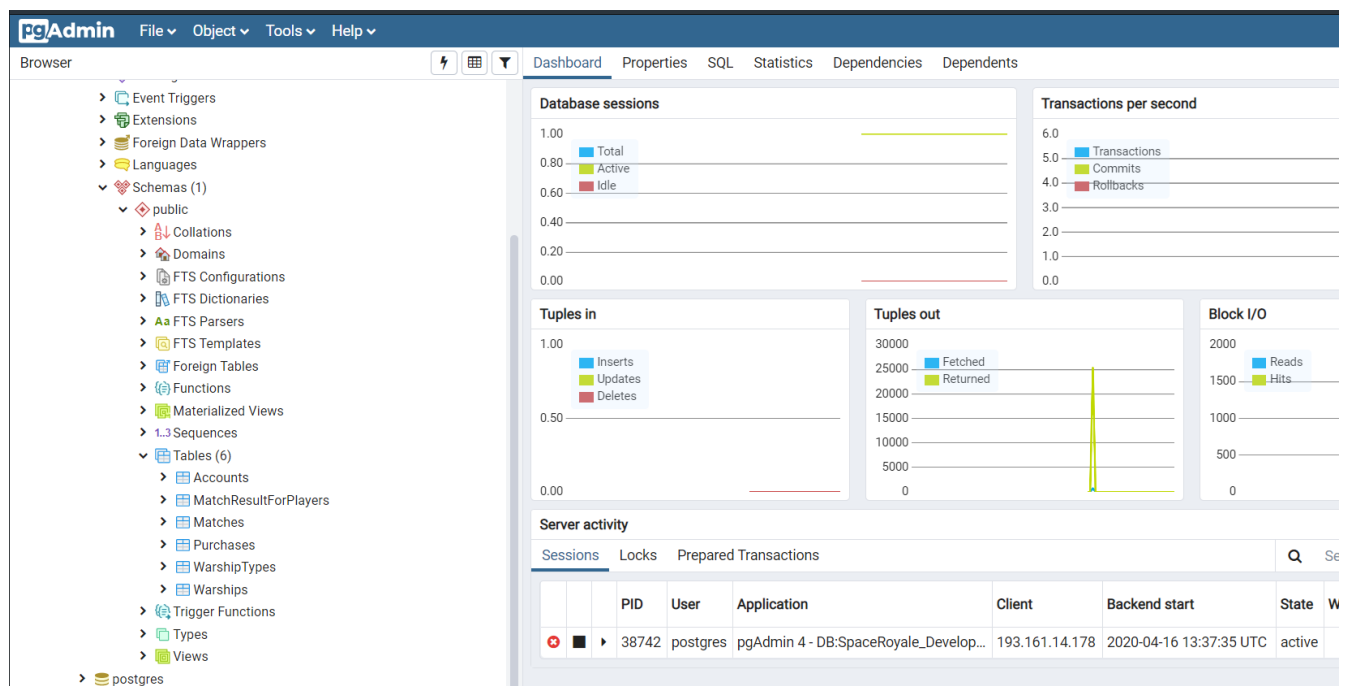 pgAdmin File Object Tools Help
Browser
Dashboard Properties SQL Statistics Dependencies Dependents
Event Triggers
Extensions
Foreign Data Wrappers
Languages
Schemas (1)
public
Collations
Domains
FTS Configurations
FTS Dictionaries
Aa FTS Parsers
FTS Templates
Foreign Tables
Functions
Materialized Views
1..3 Sequences
Tables (6)
Accounts
MatchResultForPlayers
Matches
Purchases
WarshipTypes
Warships
Trigger Functions
Types
Views
postgres
Database sessions
1.00
0.80
0.60
0.40
0.20
0.00
Total
Active
Idle
Transactions per second
6.0
5.0
4.0
3.0
2.0
1.0
0.0
Transactions
Commits
Rollbacks
Tuples in
1.00
0.50
0.00
Inserts
Updates
Deletes
Tuples out
30000
25000
20000
15000
10000
5000
0
Fetched
Returned
Block I/O
2000
1500
1000
500
0
Reads
Hits
Server activity
Sessions Locks Prepared Transactions
Se
PID User Application Client Backend start State W
38742 postgres pgAdmin 4 - DB:SpaceRoyale_Develop... 193.161.14.178 2020-04-16 13:37:35 UTC active